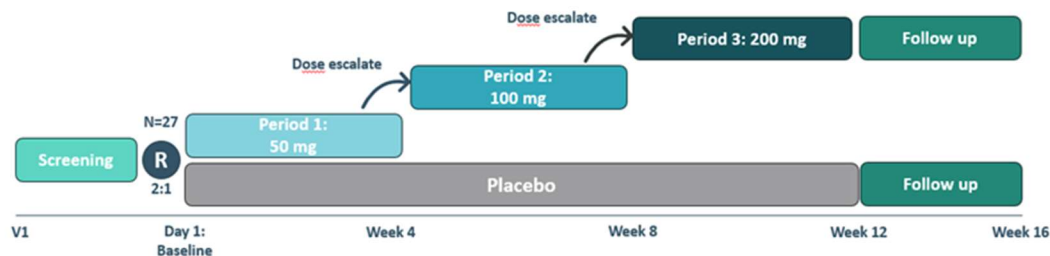 Dose escalate
Period 3: 200 mg
Follow up
Dose escalate
Period 2:
100 mg
N=27
Period 1:
50 mg
Screening
R
2:1
Placebo
Follow up
V1
Day 1:
Baseline
Week 4
Week 8
Week 12
Week 16